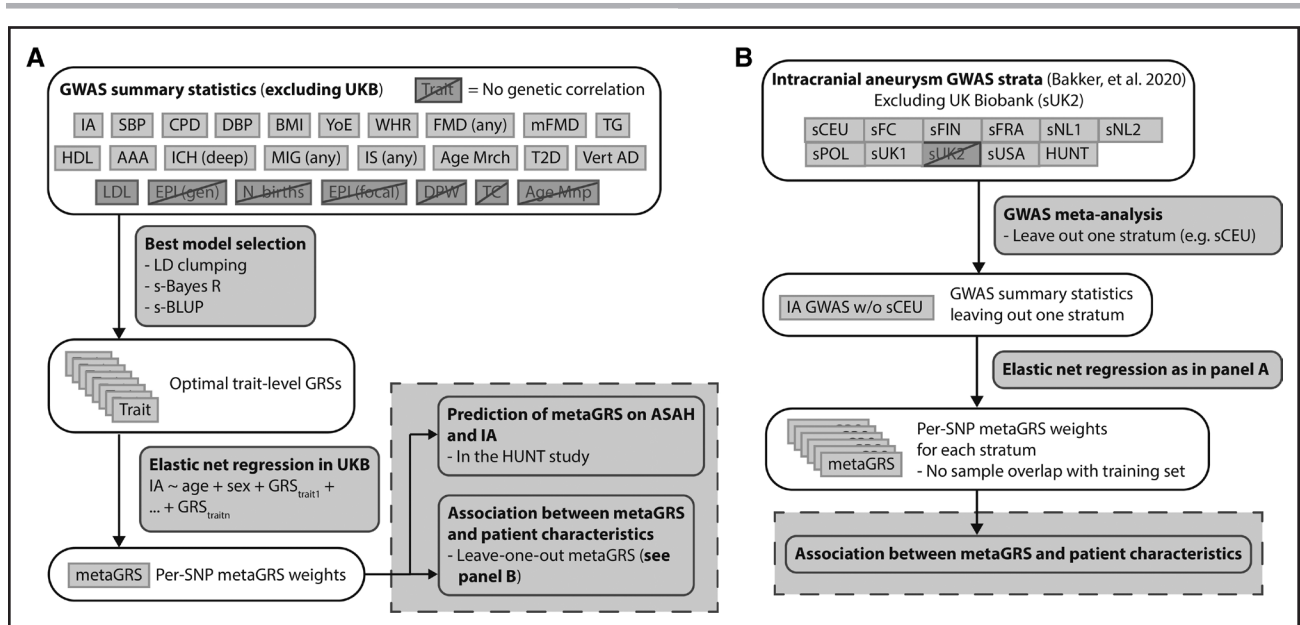 A
GWAS summary statistics (excluding UKB)
Trait = No genetic correlation
IA SBP CPD DBP BMI YoE WHR FMD (any) mFMD TG
HDL AAA ICH (deep) MIG (any) IS (any) Age Mrch T2D Vert AD
LDL EPI (gen) N. births EPI (focal) DPW TC Age Mnp
Best model selection
- LD clumping
- s-Bayes R
- s-BLUP
Trait
Optimal trait-level GRSs
Elastic net regression in UKB
IA ~ age + sex + GRStrait1 +
... + GRStraitn
metaGRS Per-SNP metaGRS weights
Prediction of metaGRS on ASAH
and IA
- In the HUNT study
Association between metaGRS
and patient characteristics
- Leave-one-out metaGRS (see
panel B)
B
Intracranial aneurysm GWAS strata (Bakker, et al. 2020)
Excluding UK Biobank (sUK2)
sCEU sFC sFIN sFRA sNL1 sNL2
sPOL sUK1 sUK2 sUSA HUNT
GWAS meta-analysis
- Leave out one stratum (e.g. sCEU)
IA GWAS w/o sCEU
GWAS summary statistics
leaving out one stratum
Elastic net regression as in panel A
metaGRS
Per-SNP metaGRS weights
for each stratum
- No sample overlap with training set
Association between metaGRS and patient characteristics